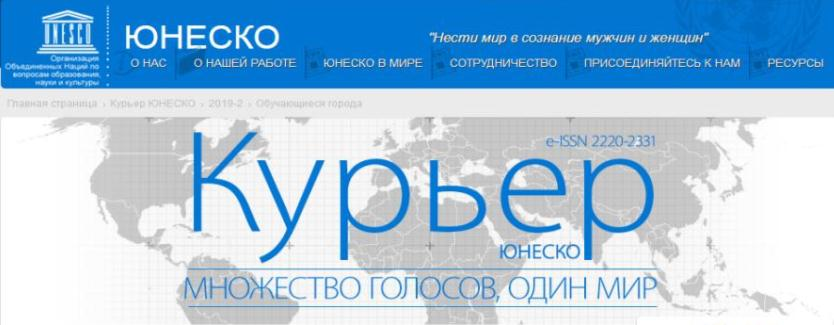 UNESCO
Организация
Объединенных Наций по
вопросам образования,
науки и культуры
ЮНЕСКО
"Нести мир в сознание мужчин и женщин"
О НАС О НАШЕЙ РАБОТЕ ЮНЕСКО В МИРЕ СОТРУДНИЧЕСТВО ПРИСОЕДИНЯЙТЕСЬ К НАМ РЕСУРСЫ
Главная страница › Курьер ЮНЕСКО › 2019-2 › Обучающиеся города
e-ISSN 2220-2331
Курьер
ЮНЕСКО
МНОЖЕСТВО ГОЛОСОВ, ОДИН МИР